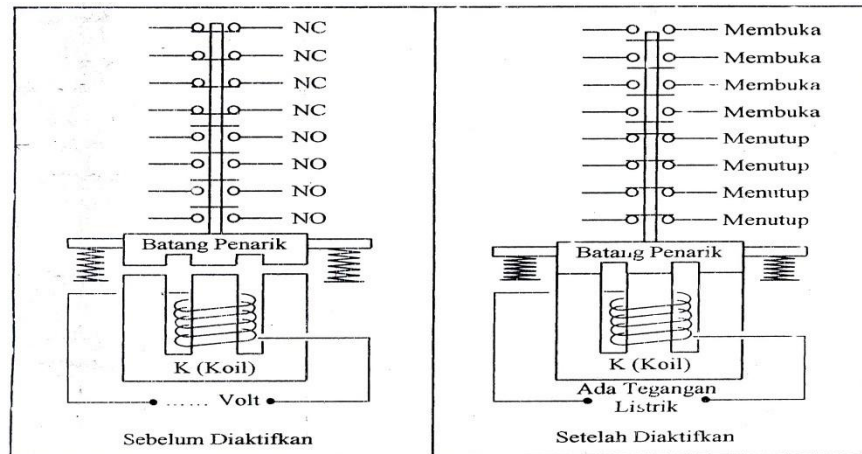 NC
NC
NC
NC
NO
NO
NO
NO
Batang Penarik
K (Koil)
...... Volt
Sebelum Diaktifkan
Membuka
Membuka
Membuka
Membuka
Menutup
Menutup
Menutup
Menutup
Batang Penarik
K (Koil)
Ada Tegangan
Listrik
Setelah Diaktifkan